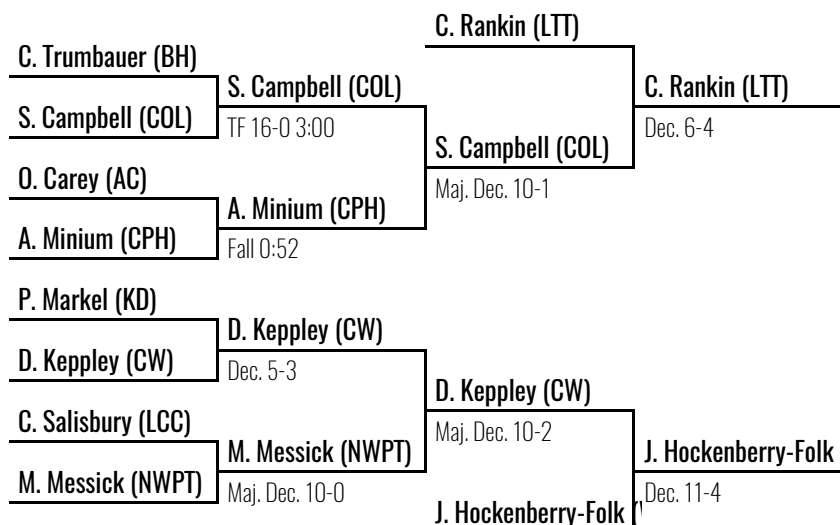 C. Trumbauer (BH)
S. Campbell (COL)
O. Carey (AC)
A. Minium (CPH)
P. Markel (KD)
D. Keppley (CW)
C. Salisbury (LCC)
M. Messick (NWPT)
S. Campbell (COL)
TF 16-0 3:00
A. Minium (CPH)
Fall 0:52
D. Keppley (CW)
Dec. 5-3
M. Messick (NWPT)
Maj. Dec. 10-0
C. Rankin (LTT)
S. Campbell (COL)
Maj. Dec. 10-1
D. Keppley (CW)
Maj. Dec. 10-2
J. Hockenberry-Folk (
C. Rankin (LTT)
Dec. 6-4
J. Hockenberry-Folk
Dec. 11-4